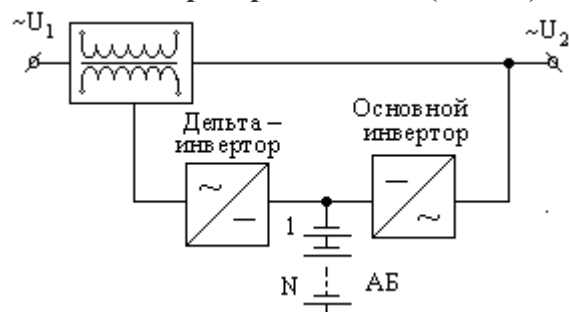 ~U1
~U2
Дельта –
инвертор
Основной
инвертор
1
N
АБ